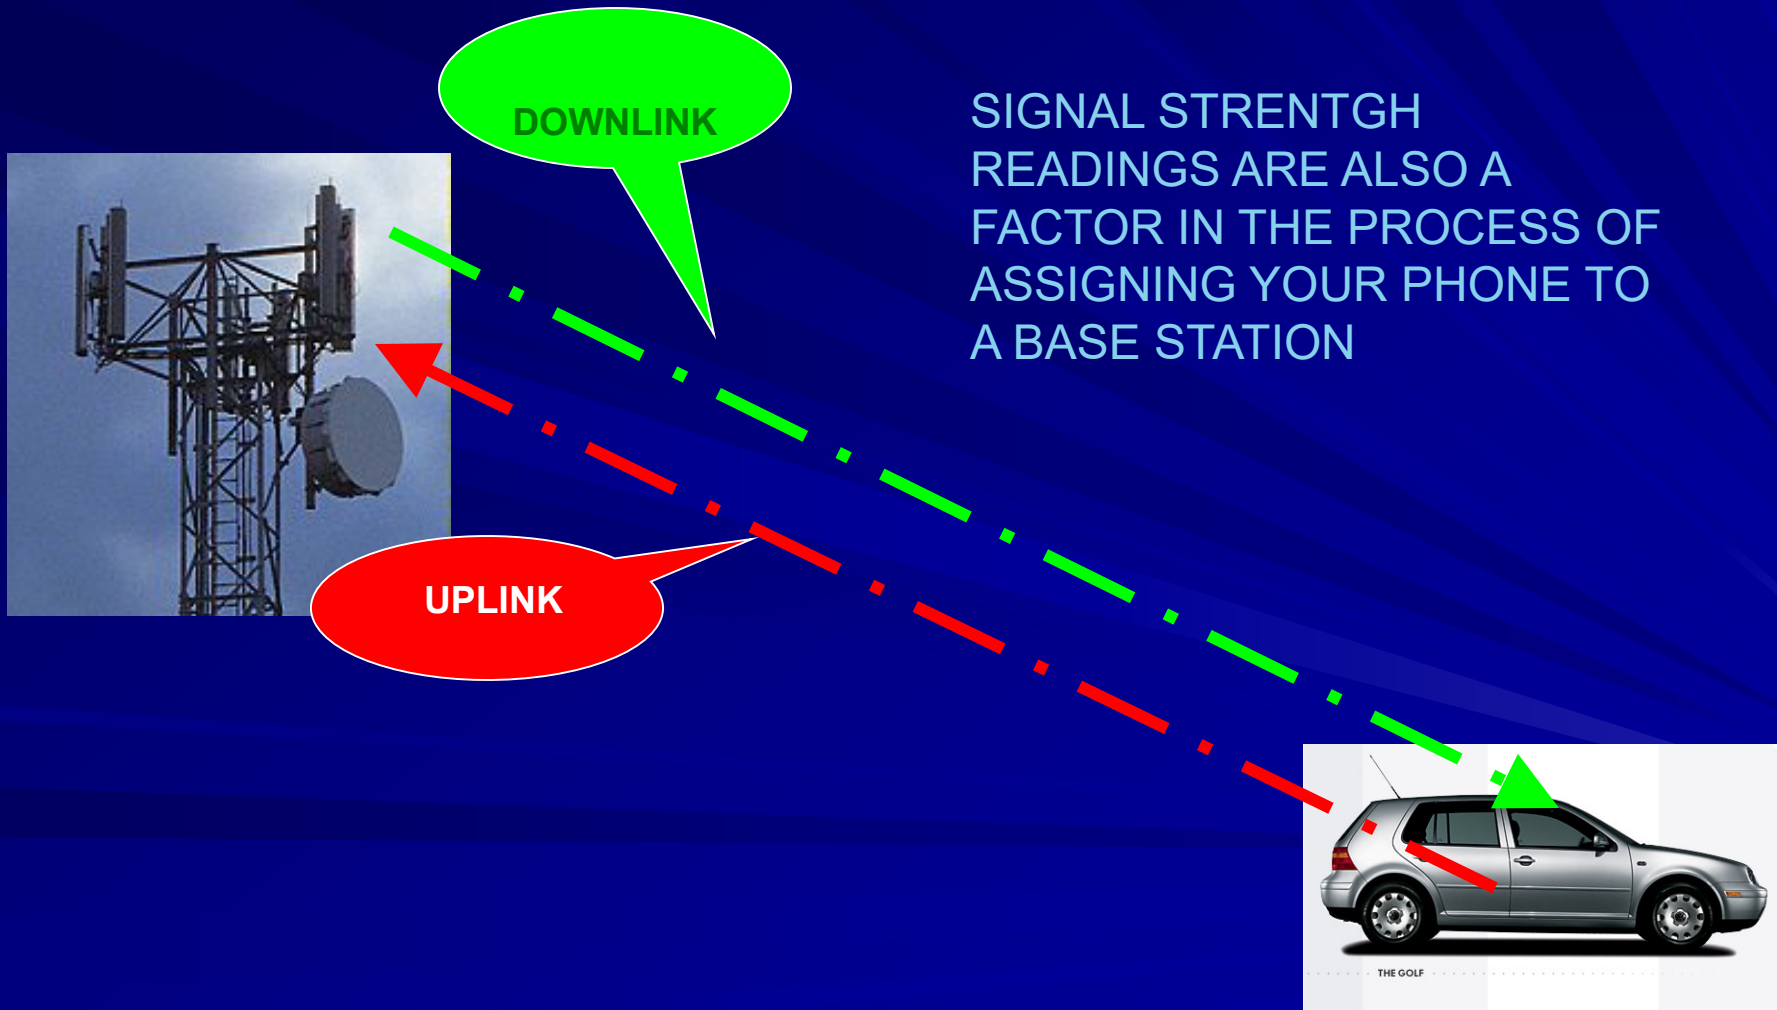 DOWNLINK
SIGNAL STRENTGH
READINGS ARE ALSO A
FACTOR IN THE PROCESS OF
ASSIGNING YOUR PHONE TO
A BASE STATION
UPLINK
THE GOLF